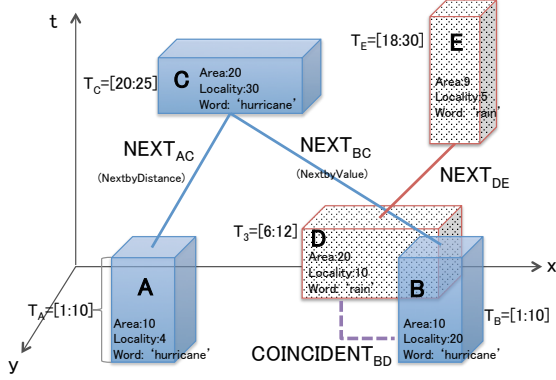 t
T_E=[18:30]
E
Area:9
Locality:5
Word: ‘rain’
T_C=[20:25]
C
Area:20
Locality:30
Word: ‘hurricane’
NEXT_AC
(NextbyDistance)
NEXT_BC
(NextbyValue)
NEXT_DE
T_3=[6:12]
D
Area:20
Locality:10
Word: ‘rain’
x
A
Area:10
Locality:4
Word: ‘hurricane’
T_A=[1:10]
B
Area:10
Locality:20
Word: ‘hurricane’
T_B=[1:10]
COINCIDENT_BD
y